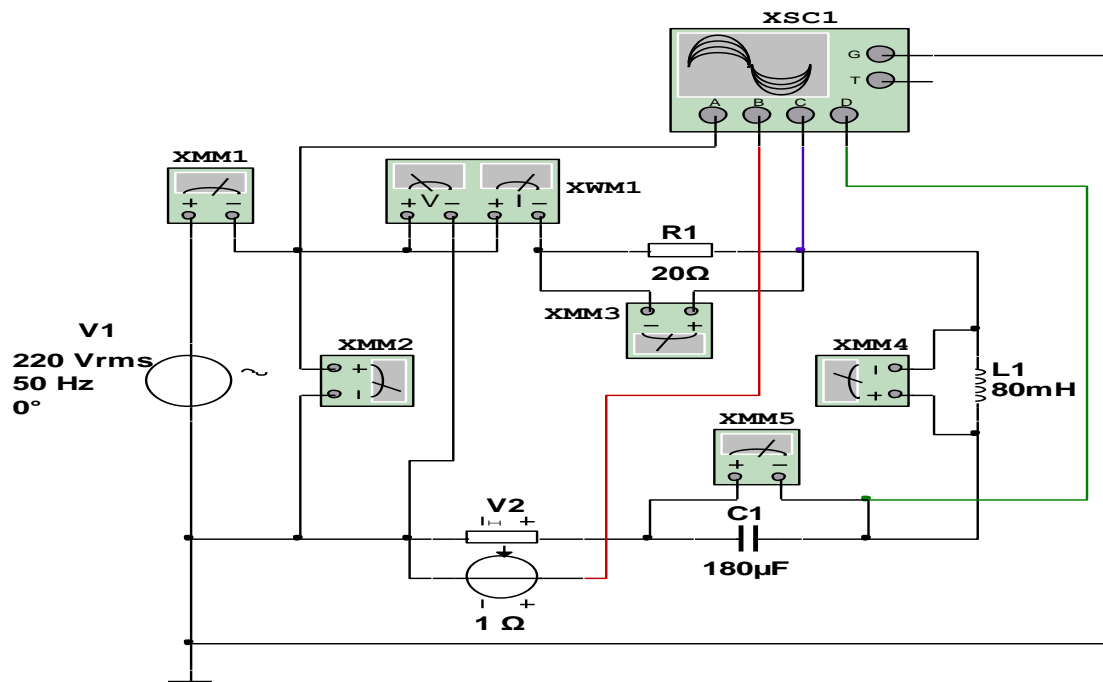 XSC1
G
T
A B C D
XMM1
+ −
XWM1
+ V − + I −
R1
20Ω
XMM3
− +
V1
220 Vrms
50 Hz
0°
XMM2
+
−
XMM4
−
+
L1
80mH
XMM5
+ −
V2
− +
C1
180µF
− +
1 Ω